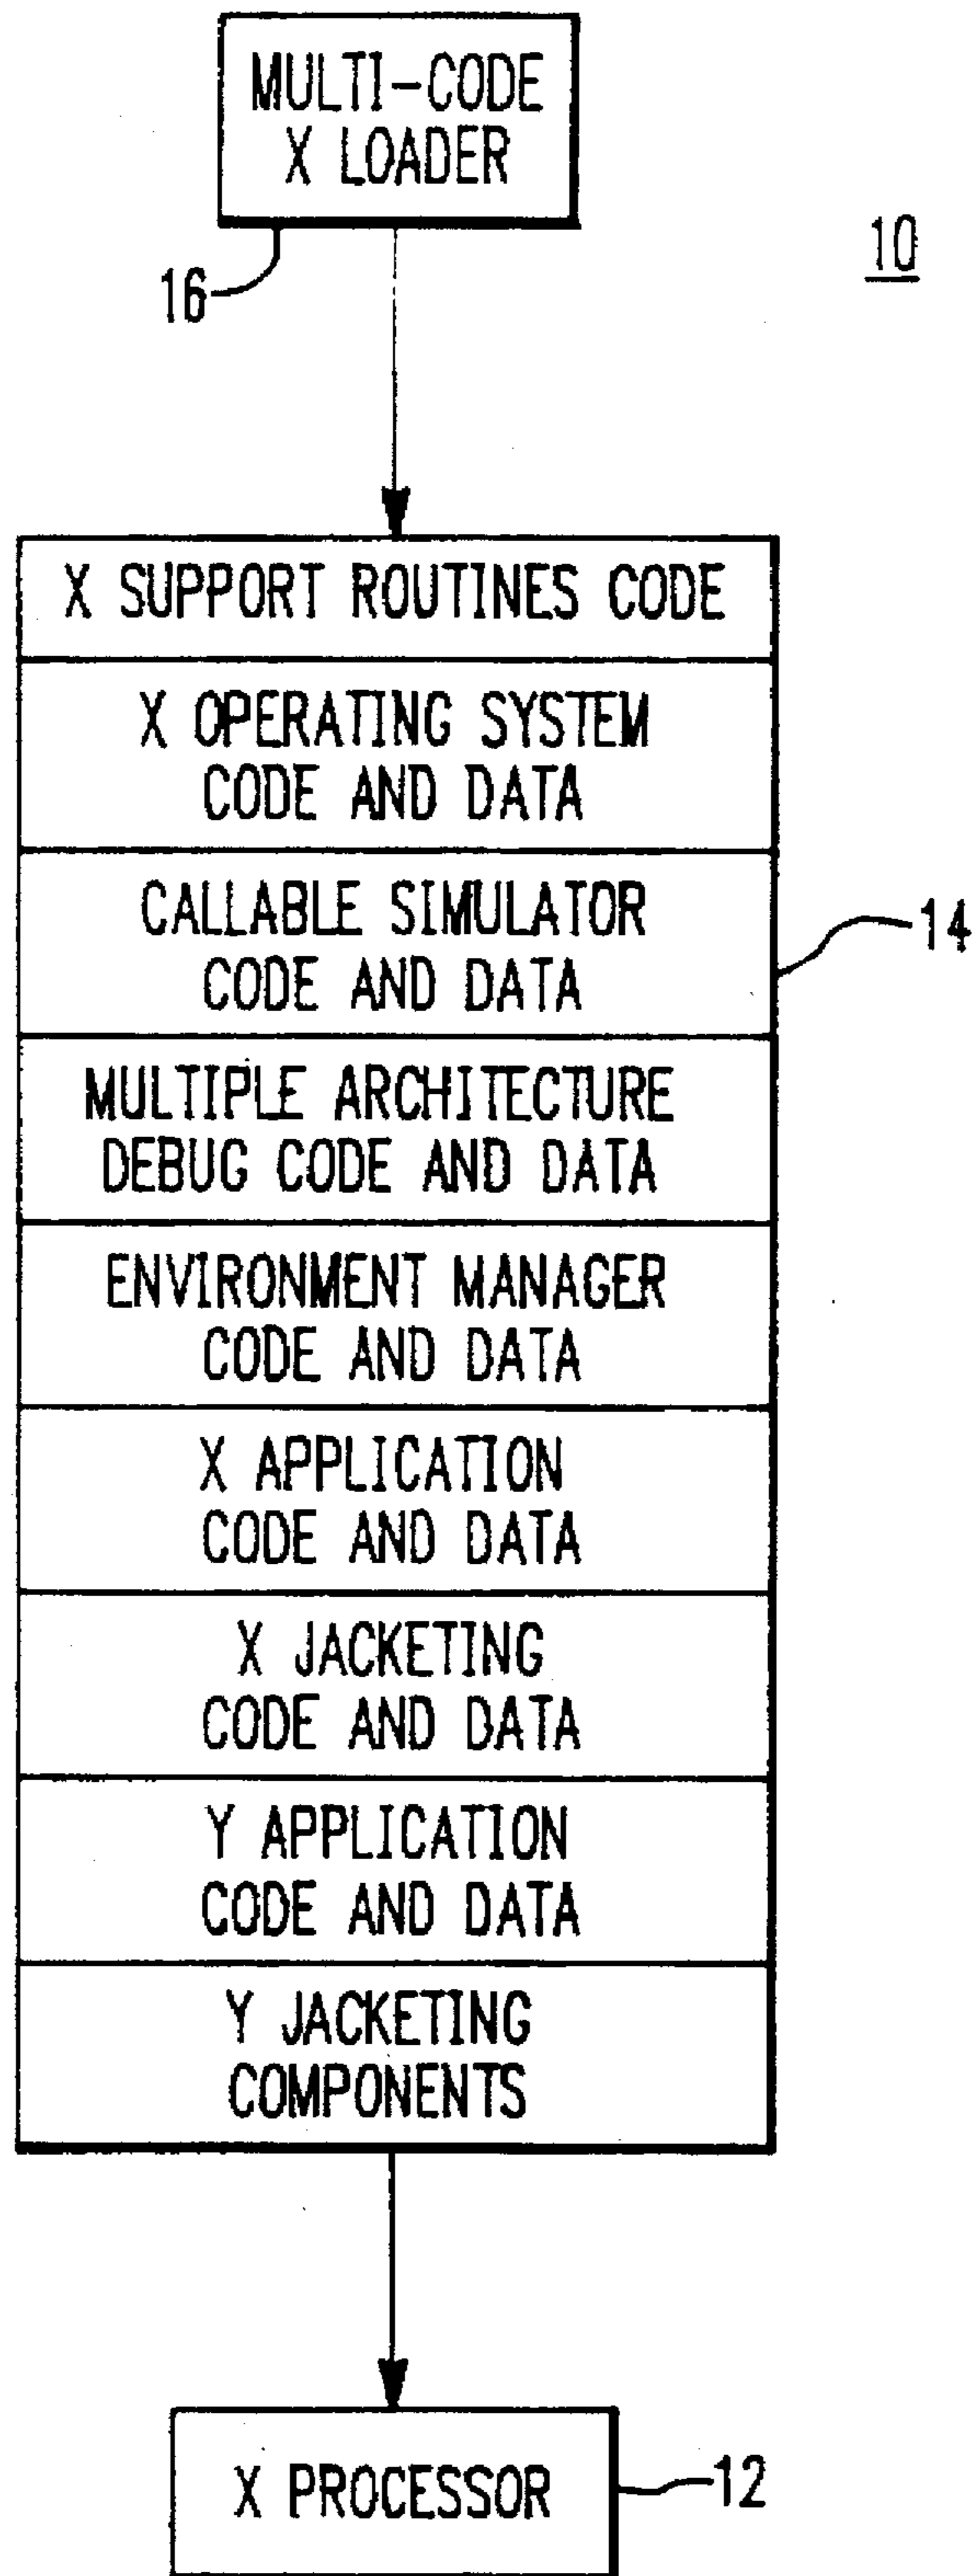 MULTI-CODE
X LOADER
16
10
X SUPPORT ROUTINES CODE
X OPERATING SYSTEM
CODE AND DATA
CALLABLE SIMULATOR
CODE AND DATA
14
MULTIPLE ARCHITECTURE
DEBUG CODE AND DATA
ENVIRONMENT MANAGER
CODE AND DATA
X APPLICATION
CODE AND DATA
X JACKETING
CODE AND DATA
Y APPLICATION
CODE AND DATA
Y JACKETING
COMPONENTS
X PROCESSOR
12